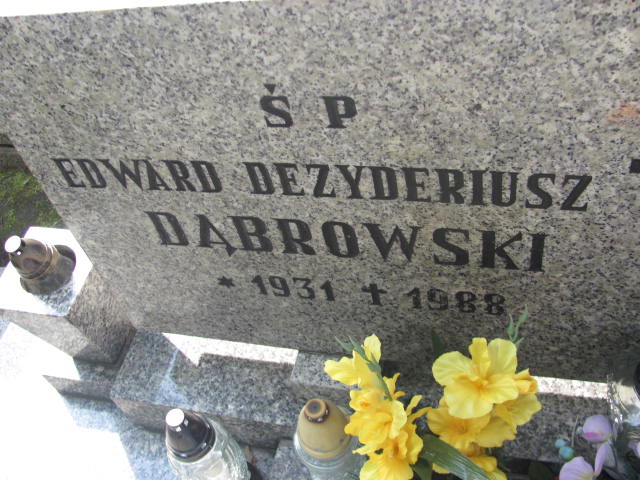 Ś P
EDWARD DEZYDERIUSZ
DĄBROWSKI
* 1931 ✝ 1988